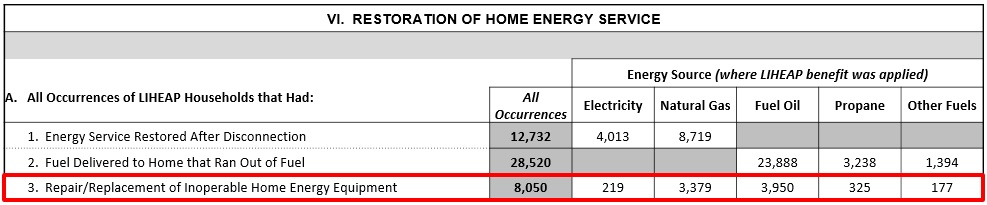 VI. RESTORATION OF HOME ENERGY SERVICE
Energy Source (where LIHEAP benefit was applied)
A. All Occurrences of LIHEAP Households that Had: All Occurrences Electricity Natural Gas Fuel Oil Propane Other Fuels
1. Energy Service Restored After Disconnection 12,732 4,013 8,719
2. Fuel Delivered to Home that Ran Out of Fuel 28,520 23,888 3,238 1,394
3. Repair/Replacement of Inoperable Home Energy Equipment 8,050 219 3,379 3,950 325 177